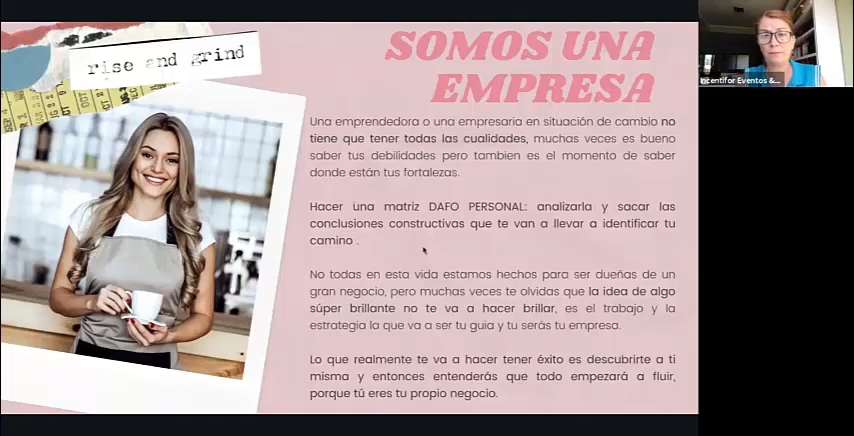 rise and grind
SOMOS UNA
EMPRESA
Una emprendedora o una empresaria en situación de cambio no
tiene que tener todas las cualidades, muchas veces es bueno
saber tus debilidades pero tambien es el momento de saber
donde están tus fortalezas.
Hacer una matriz DAFO PERSONAL: analizarla y sacar las
conclusiones constructivas que te van a llevar a identificar tu
camino .
No todas en esta vida estamos hechos para ser dueñas de un
gran negocio, pero muchas veces te olvidas que la idea de algo
súper brillante no te va a hacer brillar, es el trabajo y la
estrategia la que va a ser tu guia y tu serás tu empresa.
Lo que realmente te va a hacer tener éxito es descubrirte a ti
misma y entonces entenderás que todo empezará a fluir,
porque tú eres tu propio negocio.
Incentifor Eventos &...